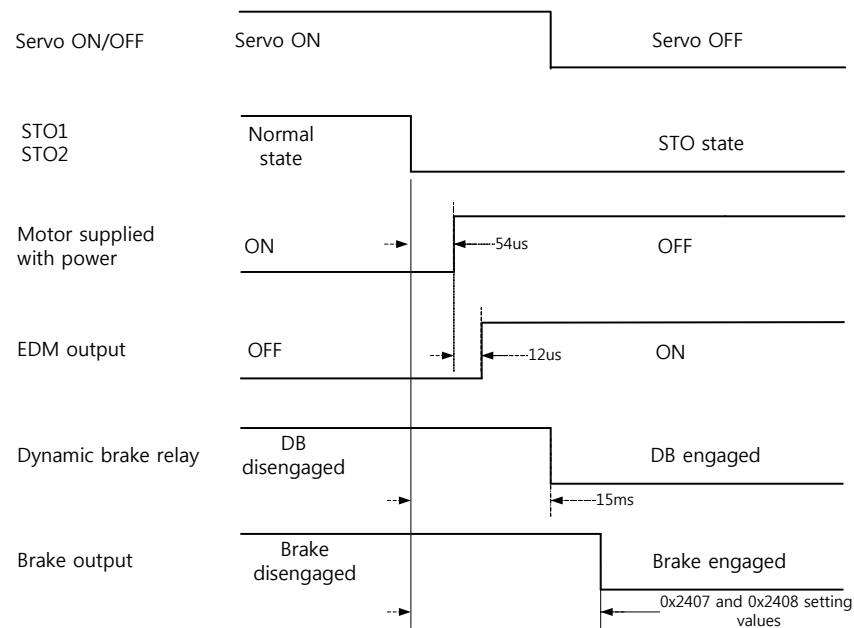 Servo ON/OFF
Servo ON
Servo OFF
STO1
STO2
Normal
state
STO state
Motor supplied
with power
ON
54us
OFF
EDM output
OFF
12us
ON
Dynamic brake relay
DB
disengaged
DB engaged
15ms
Brake output
Brake
disengaged
Brake engaged
0x2407 and 0x2408 setting
values